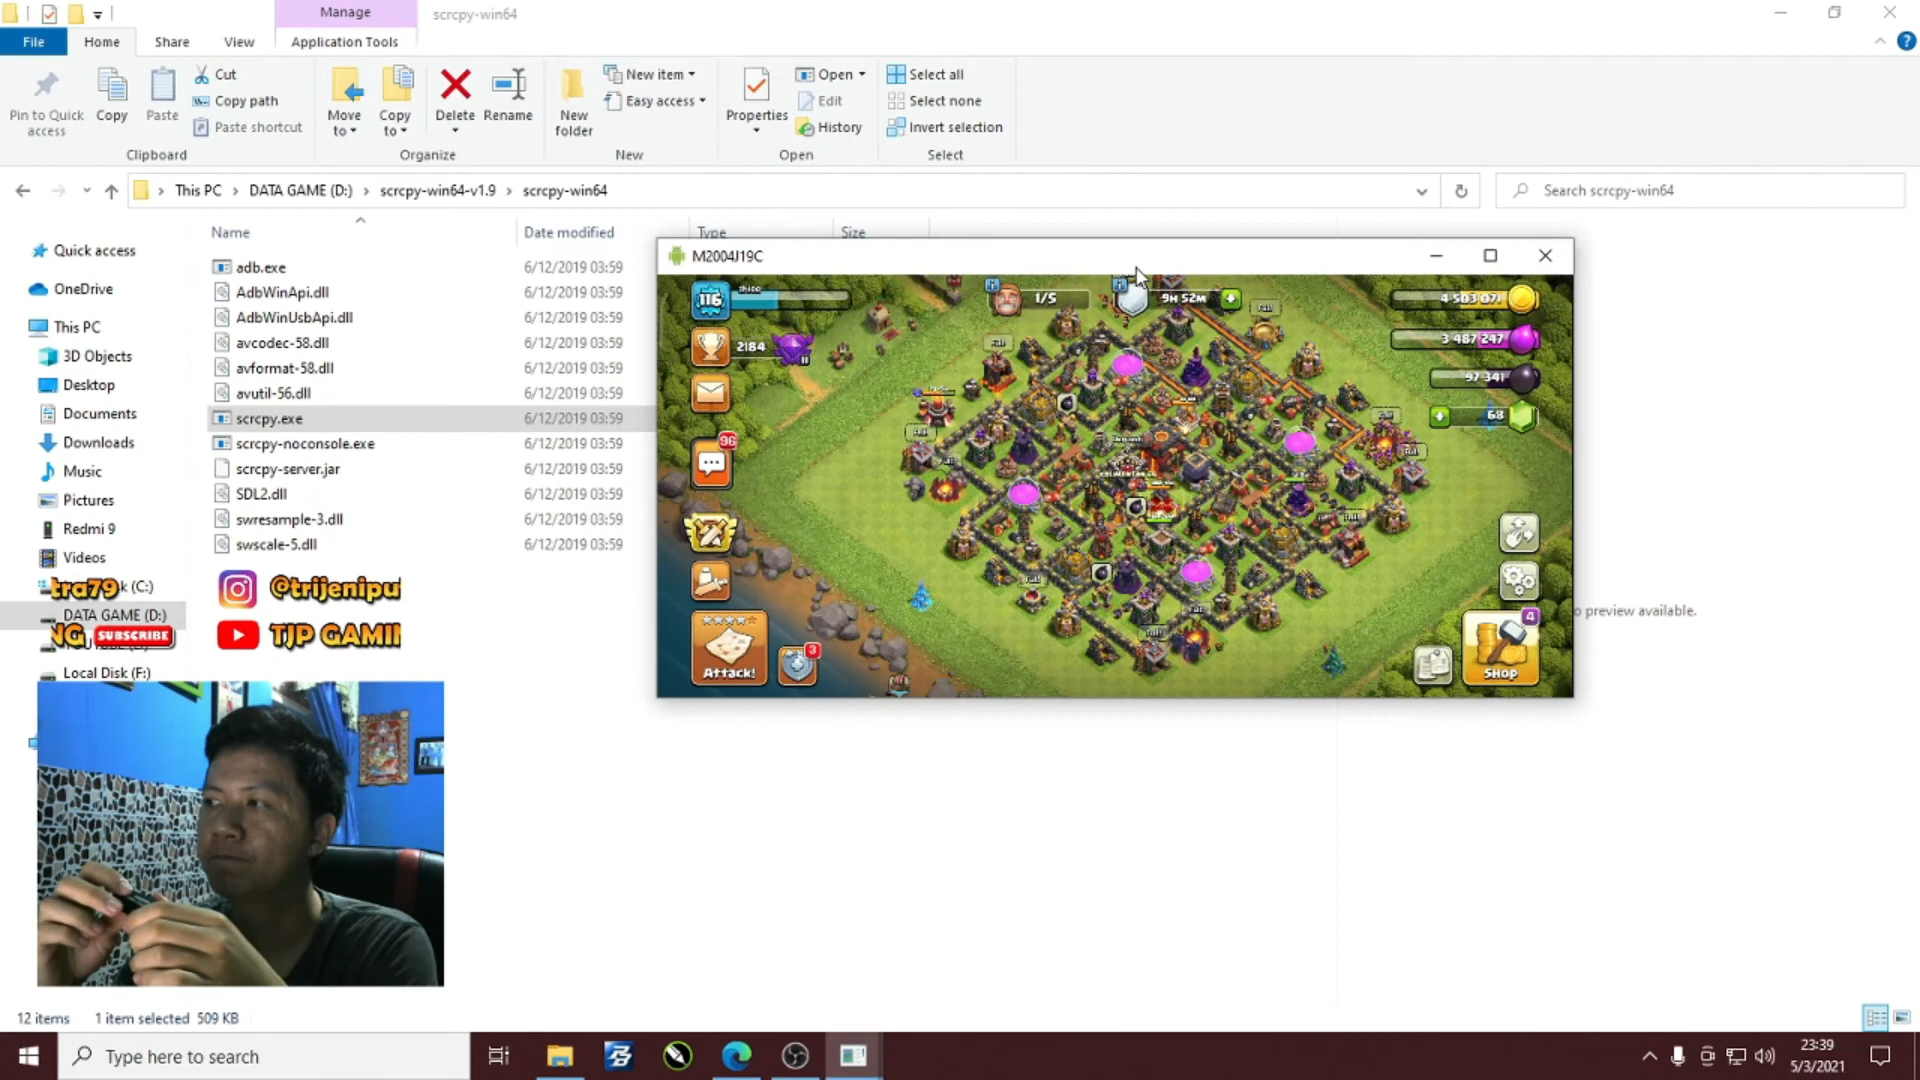 Manage
scrcpy-win64
File
Home
Share
View
Application Tools
Pin to Quick access
Copy
Paste
Cut
Copy path
Paste shortcut
Move to
Copy to
Delete
Rename
New folder
New item
Easy access
Properties
Open
Edit
History
Select all
Select none
Invert selection
Clipboard
Organize
New
Open
Select
This PC
DATA GAME (D:)
scrcpy-win64-v1.9
scrcpy-win64
Search scrcpy-win64
Name
Date modified
Type
Size
Quick access
OneDrive
This PC
3D Objects
Desktop
Documents
Downloads
Music
Pictures
Redmi 9
Videos
k (C:)
DATA GAME (D:)
Local Disk (F:)
adb.exe 6/12/2019 03:59
AdbWinApi.dll 6/12/2019 03:59
AdbWinUsbApi.dll 6/12/2019 03:59
avcodec-58.dll 6/12/2019 03:59
avformat-58.dll 6/12/2019 03:59
avutil-56.dll 6/12/2019 03:59
scrcpy.exe 6/12/2019 03:59
scrcpy-noconsole.exe 6/12/2019 03:59
scrcpy-server.jar 6/12/2019 03:59
SDL2.dll 6/12/2019 03:59
swresample-3.dll 6/12/2019 03:59
swscale-5.dll 6/12/2019 03:59
tra79
@trijenipu
NG SUBSCRIBE
TJP GAMIN
M2004J19C
116
1/5
9H 52M
4 503 071
2184
3 487 247
97 341
68
96
Attack!
3
4
Shop
o preview available.
12 items
1 item selected 509 KB
Type here to search
23:39
5/3/2021